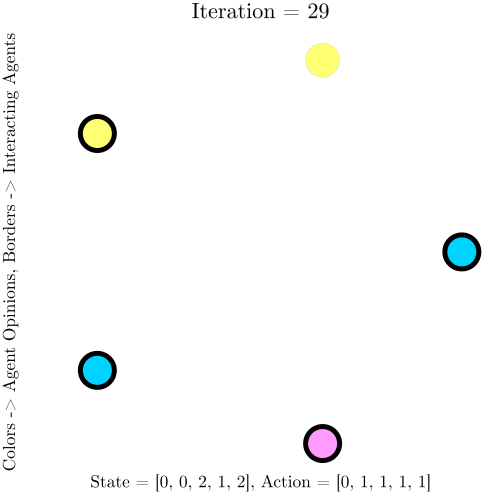 Iteration = 29
Colors -> Agent Opinions, Borders -> Interacting Agents
State = [0, 0, 2, 1, 2], Action = [0, 1, 1, 1, 1]